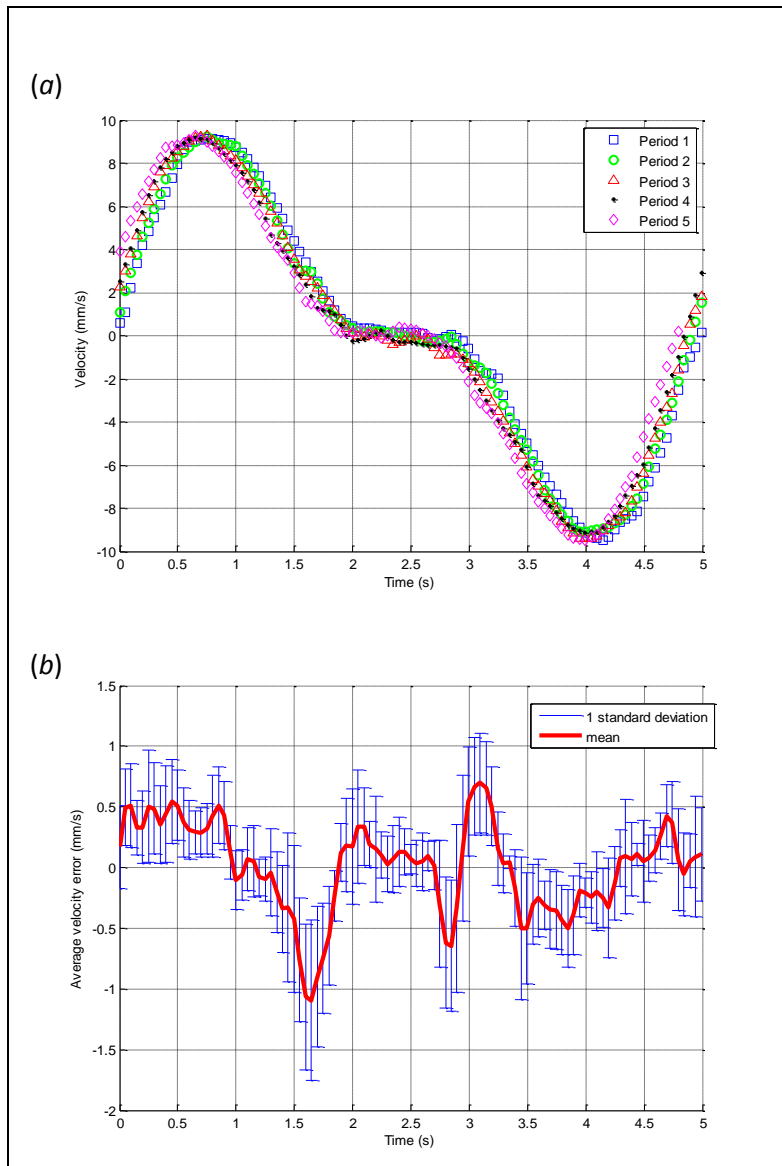 (a)
10
8
6
4
2
0
-2
-4
-6
-8
-10
Velocity (mm/s)
Period 1
Period 2
Period 3
Period 4
Period 5
0 0.5 1 1.5 2 2.5 3 3.5 4 4.5 5
Time (s)
(b)
1.5
1
0.5
0
-0.5
-1
-1.5
-2
Average velocity error (mm/s)
1 standard deviation
mean
0 0.5 1 1.5 2 2.5 3 3.5 4 4.5 5
Time (s)